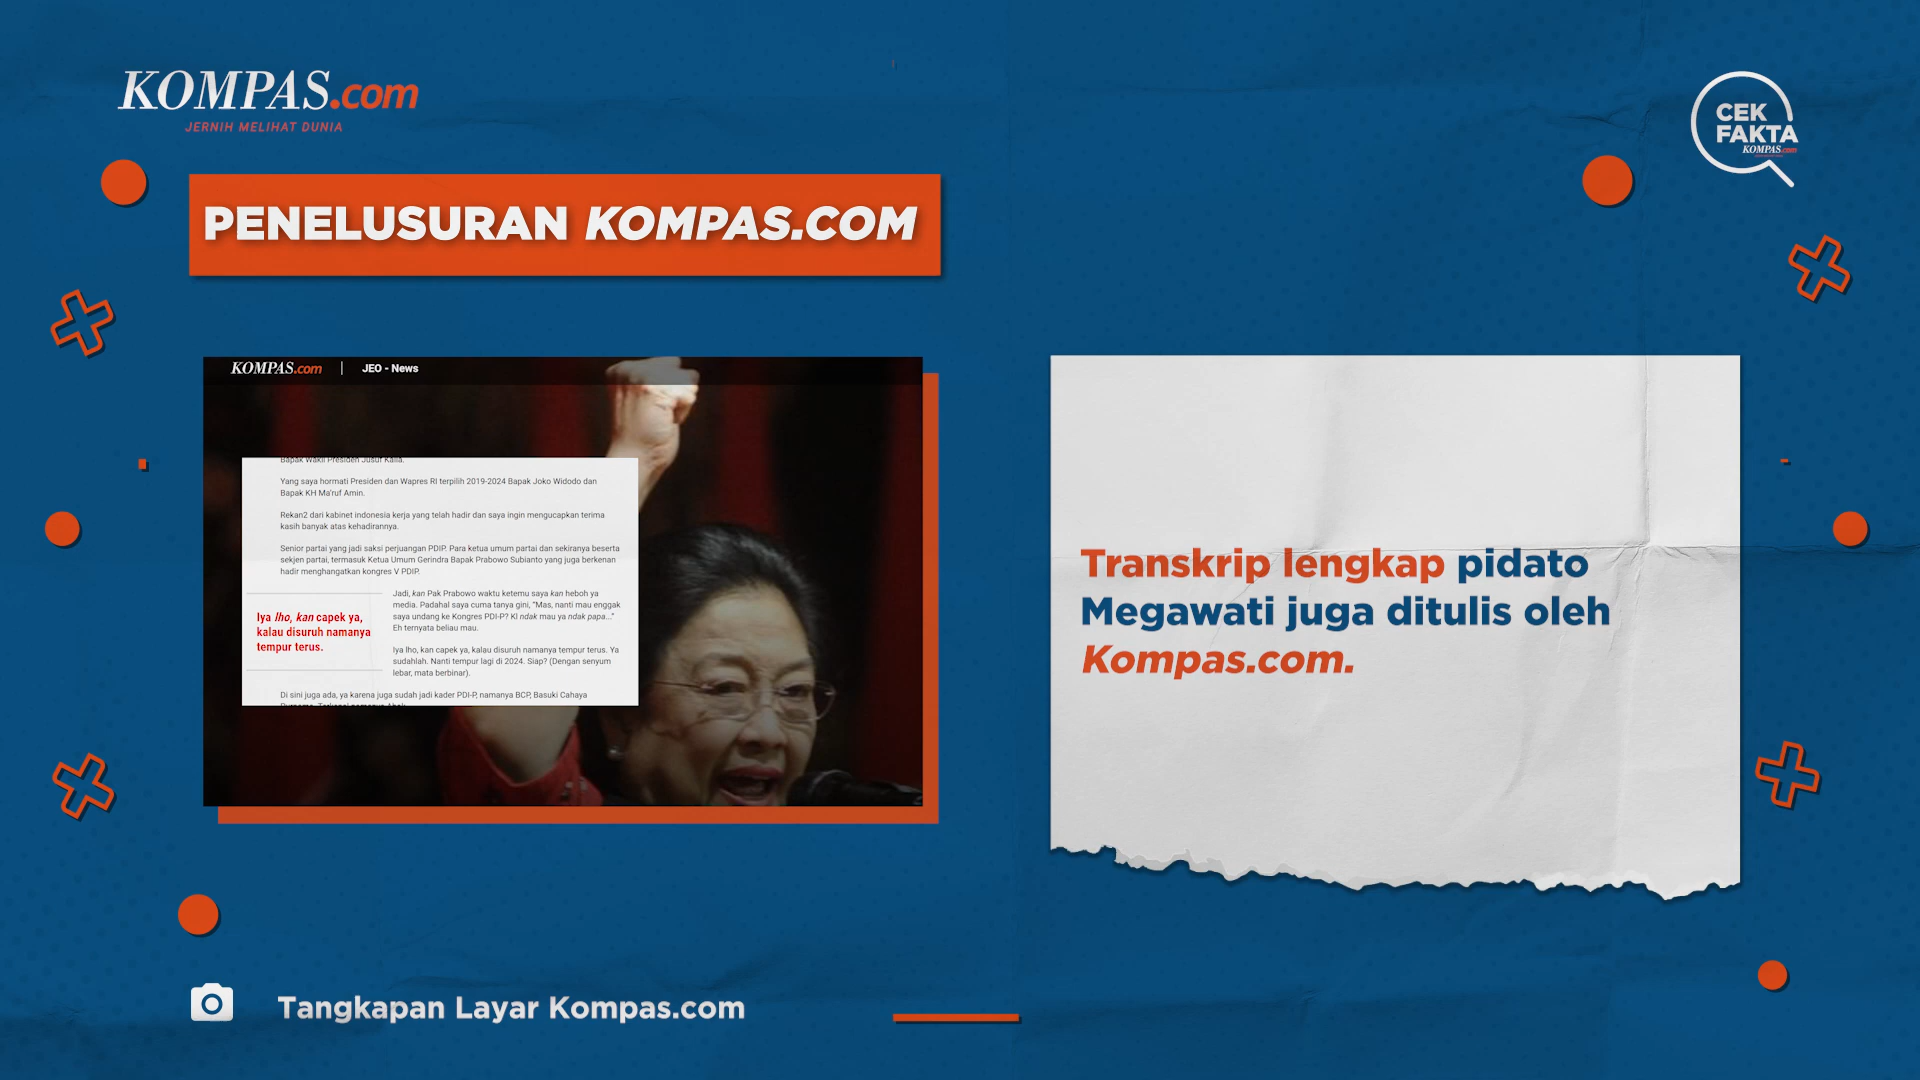 KOMPAS.com
JERNIH MELIHAT DUNIA
CEK
FAKTA
KOMPAS.com
PENELUSURAN KOMPAS.COM
KOMPAS.com | JEO - News
Bapak Wakil Presiden Jusuf Kalla.
Yang saya hormati Presiden dan Wapres RI terpilih 2019-2024 Bapak Joko Widodo dan
Bapak KH Ma'ruf Amin.
Rekan2 dari kabinet indonesia kerja yang telah hadir dan saya ingin mengucapkan terima
kasih banyak atas kehadirannya.
Senior partai yang jadi saksi perjuangan PDIP. Para ketua umum partai dan sekiranya beserta
sekjen partai, termasuk Ketua Umum Gerindra Bapak Prabowo Subianto yang juga berkenan
hadir menghangatkan kongres V PDIP.
Iya lho, kan capek ya,
kalau disuruh namanya
tempur terus.
Jadi, kan Pak Prabowo waktu ketemu saya kan heboh ya
media. Padahal saya cuma tanya gini, "Mas, nanti mau enggak
saya undang ke Kongres PDI-P? Kl ndak mau ya ndak papa..."
Eh ternyata beliau mau.
Iya lho, kan capek ya, kalau disuruh namanya tempur terus. Ya
sudahlah. Nanti tempur lagi di 2024. Siap? (Dengan senyum
lebar, mata berbinar).
Di sini juga ada, ya karena juga sudah jadi kader PDI-P, namanya BCP, Basuki Cahaya
Transkrip lengkap pidato
Megawati juga ditulis oleh
Kompas.com.
Tangkapan Layar Kompas.com